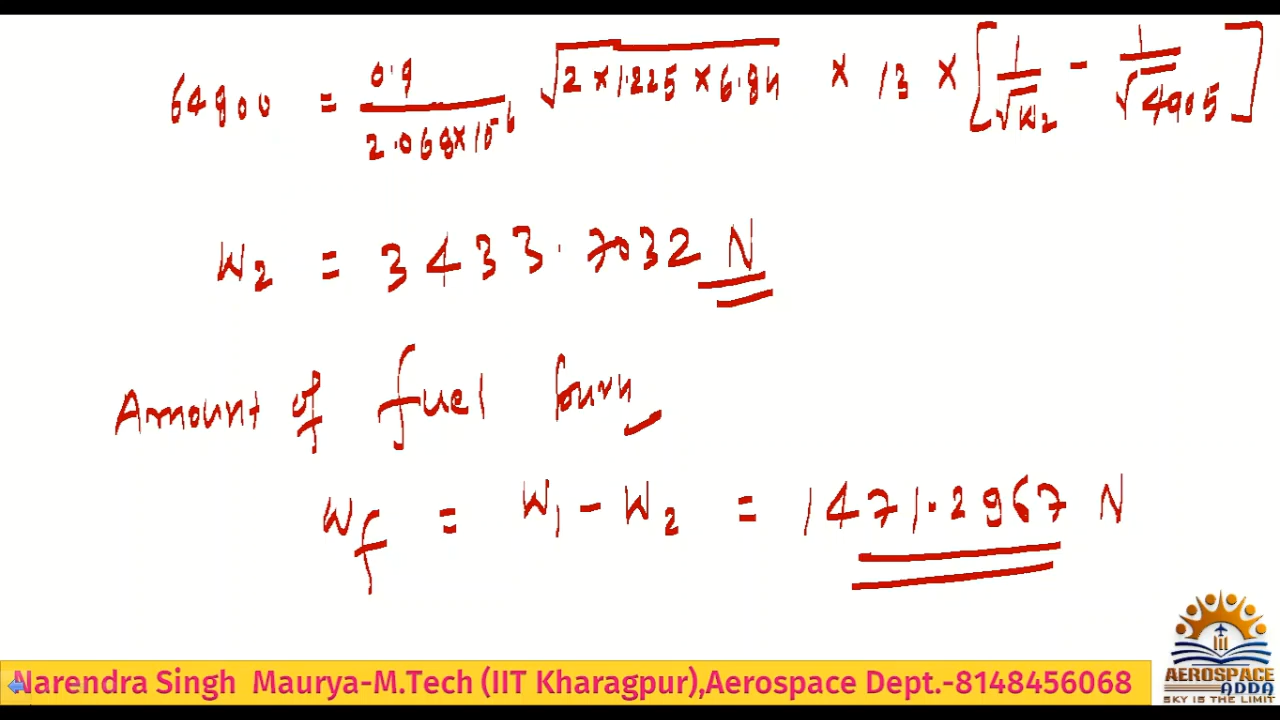 64800 = 0.9 / 2.068×10^-6 √(2×1.225×6.84) × 13 × [1/√W2 - 1/√4905]
W2 = 3433.7032 N
Amount of fuel burn
Wf = W1 - W2 = 1471.2967 N
Narendra Singh Maurya-M.Tech (IIT Kharagpur),Aerospace Dept.-8148456068
AEROSPACE
ADDA
SKY IS THE LIMIT